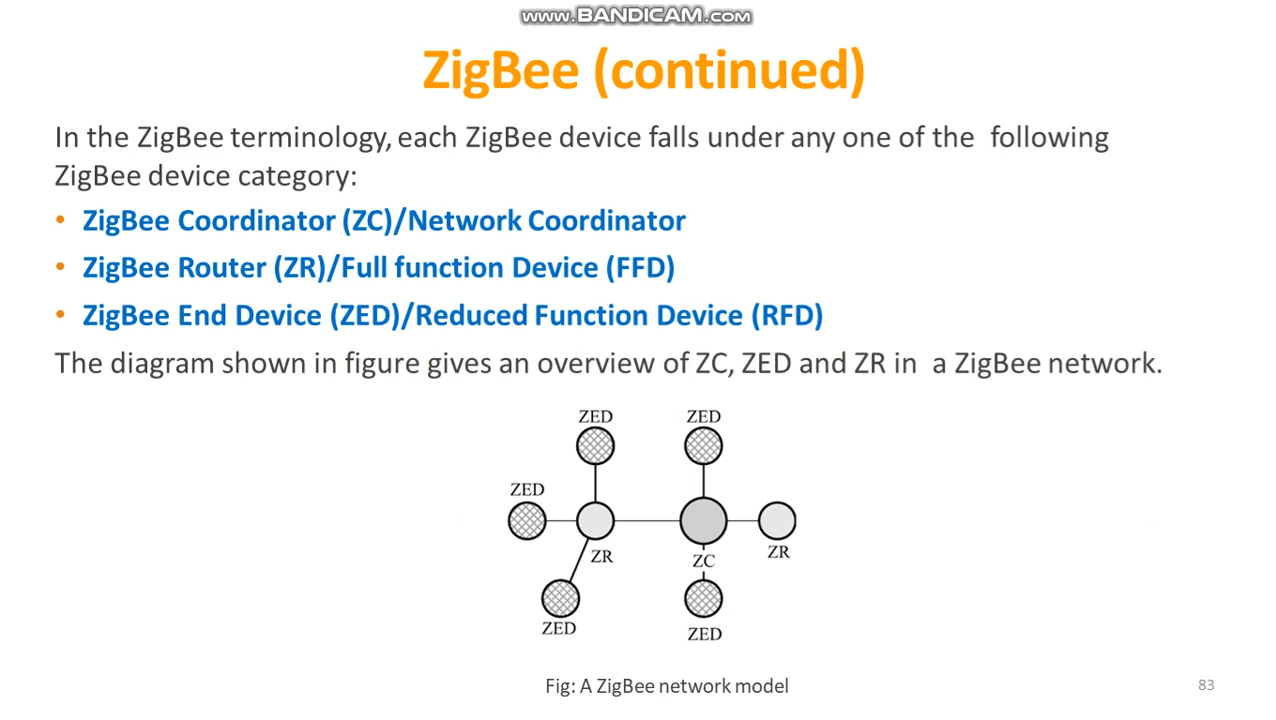 www.BANDICAM.com
ZigBee (continued)
In the ZigBee terminology, each ZigBee device falls under any one of the following
ZigBee device category:
• ZigBee Coordinator (ZC)/Network Coordinator
• ZigBee Router (ZR)/Full function Device (FFD)
• ZigBee End Device (ZED)/Reduced Function Device (RFD)
The diagram shown in figure gives an overview of ZC, ZED and ZR in a ZigBee network.
ZED ZED
ZED
ZR ZC ZR
ZED ZED
Fig: A ZigBee network model 83